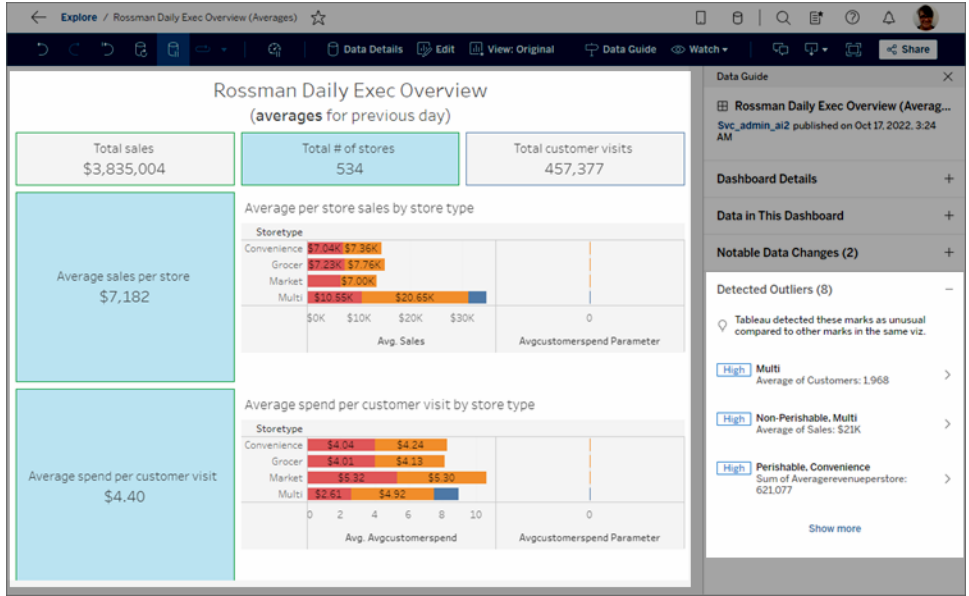 Explore / Rossman Daily Exec Overview (Averages)
Data Details Edit View: Original Data Guide Watch Share
Rossman Daily Exec Overview
(averages for previous day)
Total sales
$3,835,004
Total # of stores
534
Total customer visits
457,377
Average sales per store
$7,182
Average per store sales by store type
Storetype
Convenience $7.04K $7.36K
Grocer $7.23K $7.76K
Market $7.00K
Multi $10.55K $20.65K
$0K $10K $20K $30K 0
Avg. Sales Avgcustomerspend Parameter
Average spend per customer visit
$4.40
Average spend per customer visit by store type
Storetype
Convenience $4.04 $4.24
Grocer $4.01 $4.13
Market $5.32 $5.30
Multi $2.61 $4.92
0 2 4 6 8 10 0
Avg. Avgcustomerspend Avgcustomerspend Parameter
Data Guide
Rossman Daily Exec Overview (Averag...
Svc_admin_ai2 published on Oct 17, 2022, 3:24
AM
Dashboard Details
Data in This Dashboard
Notable Data Changes (2)
Detected Outliers (8)
Tableau detected these marks as unusual
compared to other marks in the same viz.
High Multi
Average of Customers: 1,968
High Non-Perishable, Multi
Average of Sales: $21K
High Perishable, Convenience
Sum of Averagerevenueperstore:
621,077
Show more